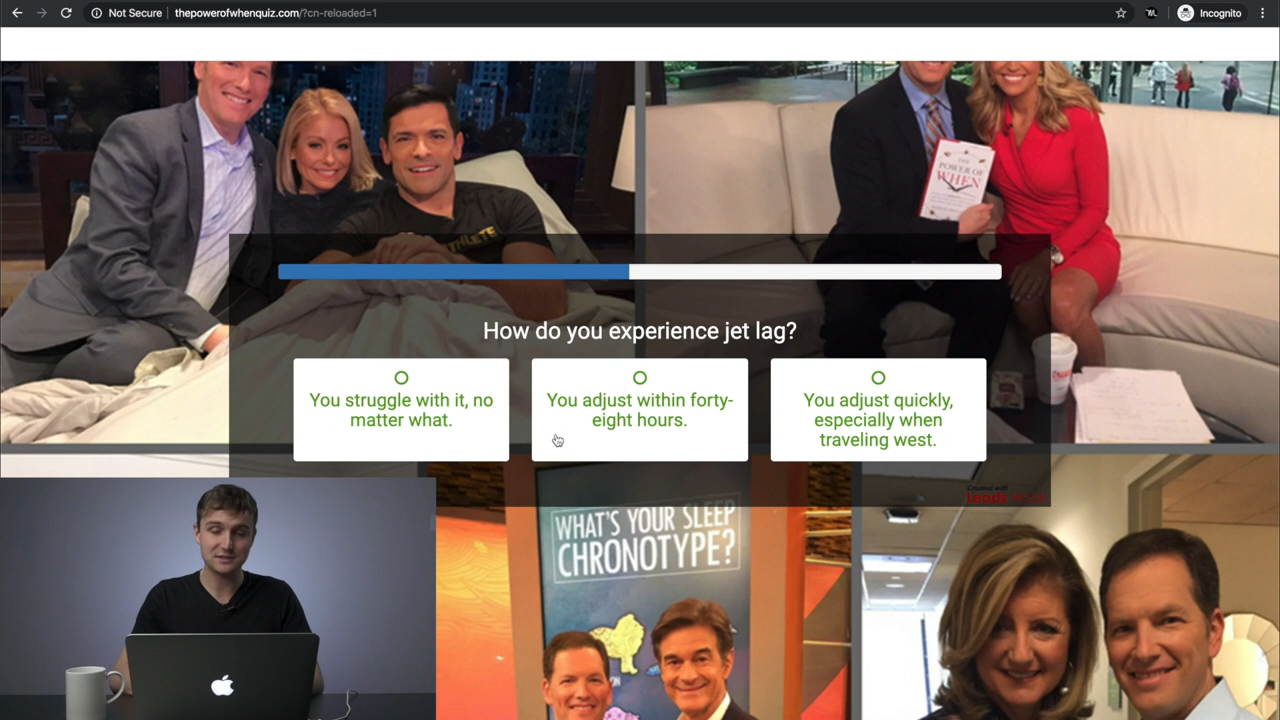 Not Secure
thepowerofwhenquiz.com/?cn-reloaded=1
Incognito
THE
POWER OF
WHEN
How do you experience jet lag?
You struggle with it, no
matter what.
You adjust within forty-
eight hours.
You adjust quickly,
especially when
traveling west.
Created with
WHAT'S YOUR SLEEP
CHRONOTYPE?